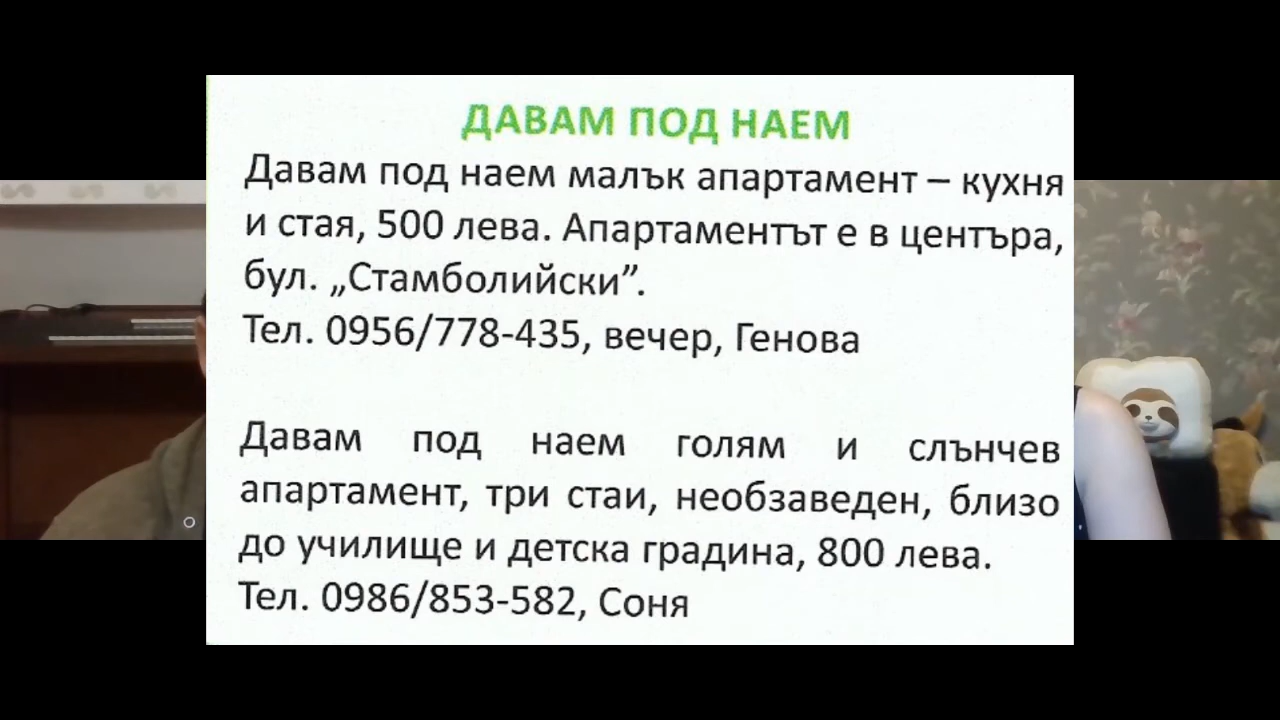 ДАВАМ ПОД НАЕМ
Давам под наем малък апартамент – кухня
и стая, 500 лева. Апартаментът е в центъра,
бул. „Стамболийски”.
Тел. 0956/778-435, вечер, Генова
Давам под наем голям и слънчев
апартамент, три стаи, необзаведен, близо
до училище и детска градина, 800 лева.
Тел. 0986/853-582, Соня